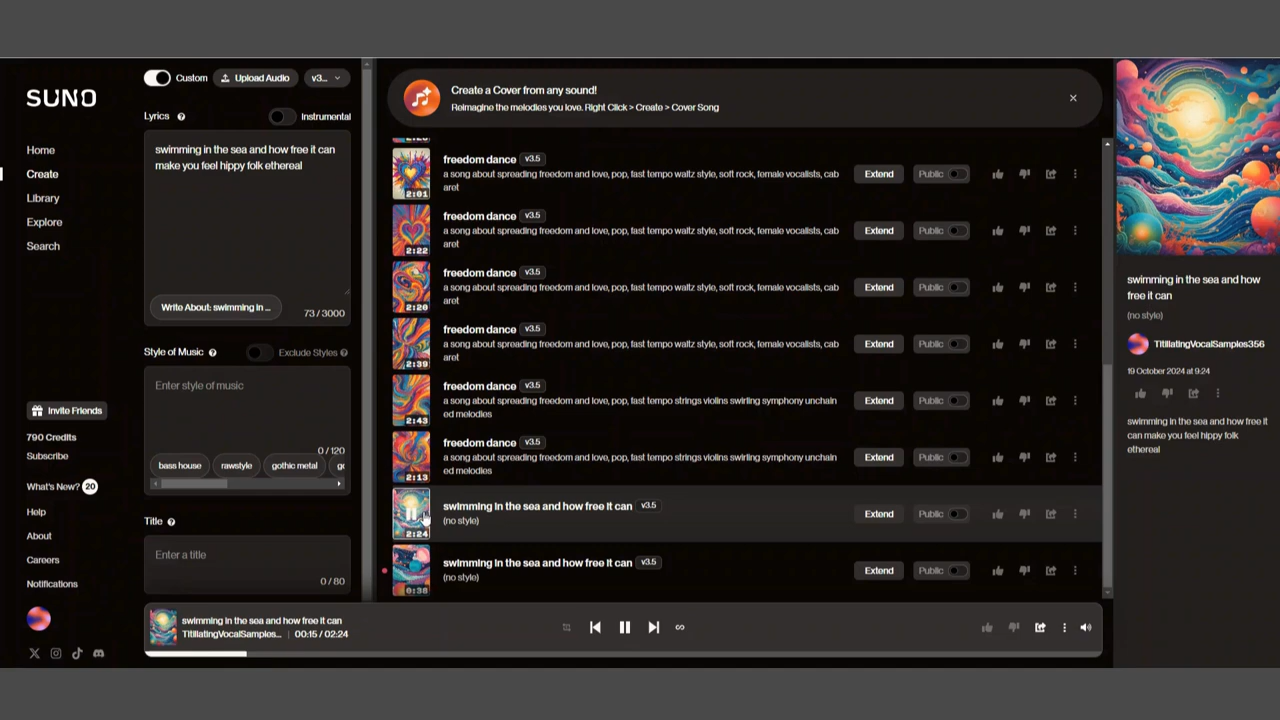 SUNO
Home
Create
Library
Explore
Search
Invite Friends
790 Credits
Subscribe
What's New? 20
Help
About
Careers
Notifications
Custom
Upload Audio
v3...
Lyrics
Instrumental
swimming in the sea and how free it can
make you feel hippy folk ethereal
Write About: swimming in ...
73 / 3000
Style of Music
Exclude Styles
Enter style of music
0 / 120
bass house
rawstyle
gothic metal
Title
Enter a title
0 / 80
Create a Cover from any sound!
Reimagine the melodies you love. Right Click > Create > Cover Song
freedom dance v3.5
a song about spreading freedom and love, pop, fast tempo waltz style, soft rock, female vocalists, cab
aret
2:01
Extend
Public
freedom dance v3.5
a song about spreading freedom and love, pop, fast tempo waltz style, soft rock, female vocalists, cab
aret
2:22
Extend
Public
freedom dance v3.5
a song about spreading freedom and love, pop, fast tempo waltz style, soft rock, female vocalists, cab
aret
2:20
Extend
Public
freedom dance v3.5
a song about spreading freedom and love, pop, fast tempo waltz style, soft rock, female vocalists, cab
aret
2:39
Extend
Public
freedom dance v3.5
a song about spreading freedom and love, pop, fast tempo strings violins swirling symphony unchain
ed melodies
2:43
Extend
Public
freedom dance v3.5
a song about spreading freedom and love, pop, fast tempo strings violins swirling symphony unchain
ed melodies
2:13
Extend
Public
swimming in the sea and how free it can v3.5
(no style)
2:24
Extend
Public
swimming in the sea and how free it can v3.5
(no style)
0:38
Extend
Public
swimming in the sea and how free it can
TitillatingVocalSamples... | 00:15 / 02:24
swimming in the sea and how
free it can
(no style)
TitillatingVocalSamples356
19 October 2024 at 9:24
swimming in the sea and how free it
can make you feel hippy folk
ethereal